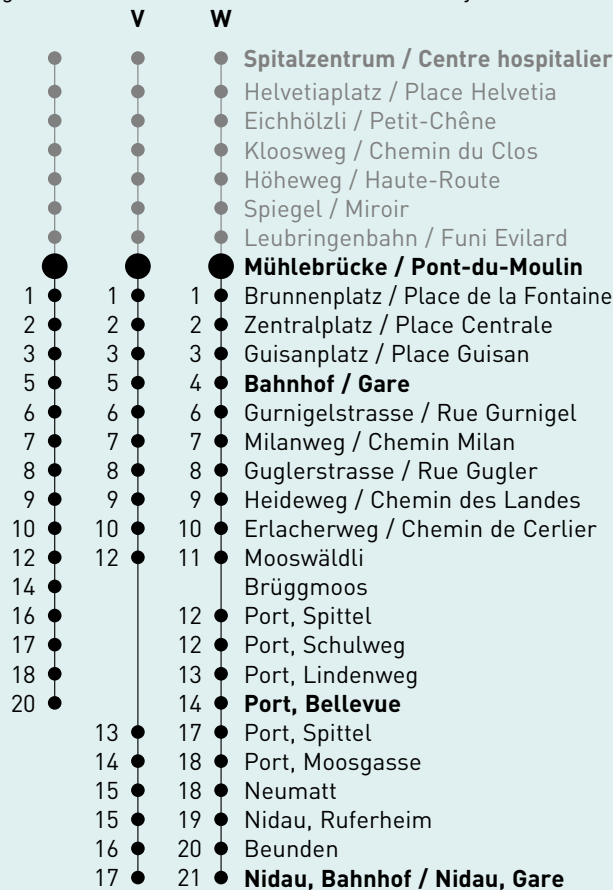 V W
Spitalzentrum / Centre hospitalier
Helvetiaplatz / Place Helvetia
Eichhölzli / Petit-Chêne
Kloosweg / Chemin du Clos
Höheweg / Haute-Route
Spiegel / Miroir
Leubringenbahn / Funi Evilard
Mühlebrücke / Pont-du-Moulin
1 1 1 Brunnenplatz / Place de la Fontaine
2 2 2 Zentralplatz / Place Centrale
3 3 3 Guisanplatz / Place Guisan
5 5 4 Bahnhof / Gare
6 6 6 Gurnigelstrasse / Rue Gurnigel
7 7 7 Milanweg / Chemin Milan
8 8 8 Guglerstrasse / Rue Gugler
9 9 9 Heideweg / Chemin des Landes
10 10 10 Erlacherweg / Chemin de Cerlier
12 12 11 Mooswäldli
14 Brüggmoos
16 12 Port, Spittel
17 12 Port, Schulweg
18 13 Port, Lindenweg
20 14 Port, Bellevue
13 17 Port, Spittel
14 18 Port, Moosgasse
15 18 Neumatt
15 19 Nidau, Ruferheim
16 20 Beunden
17 21 Nidau, Bahnhof / Nidau, Gare